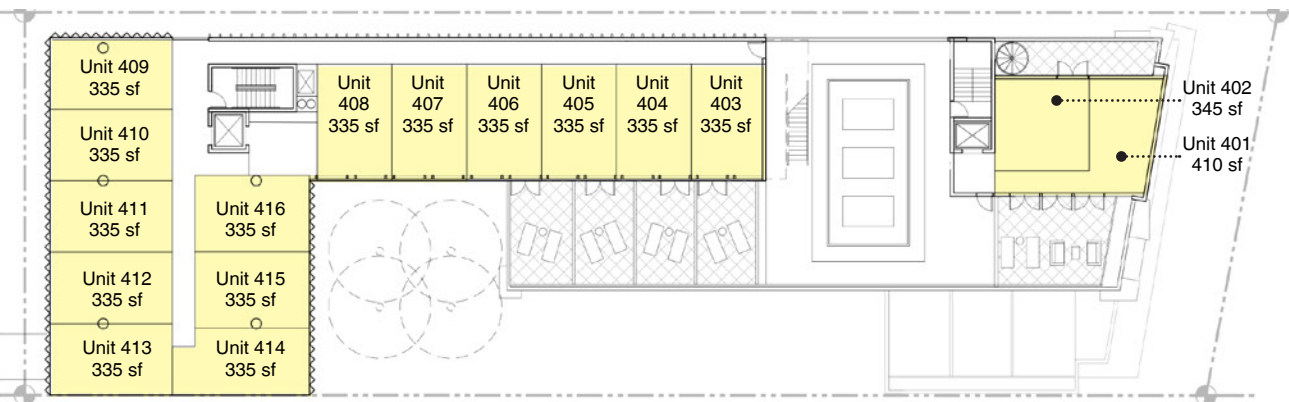 Unit 409
335 sf
Unit 410
335 sf
Unit 411
335 sf
Unit 412
335 sf
Unit 413
335 sf
Unit 416
335 sf
Unit 415
335 sf
Unit 414
335 sf
Unit
408
335 sf
Unit
407
335 sf
Unit
406
335 sf
Unit
405
335 sf
Unit
404
335 sf
Unit
403
335 sf
Unit 402
345 sf
Unit 401
410 sf